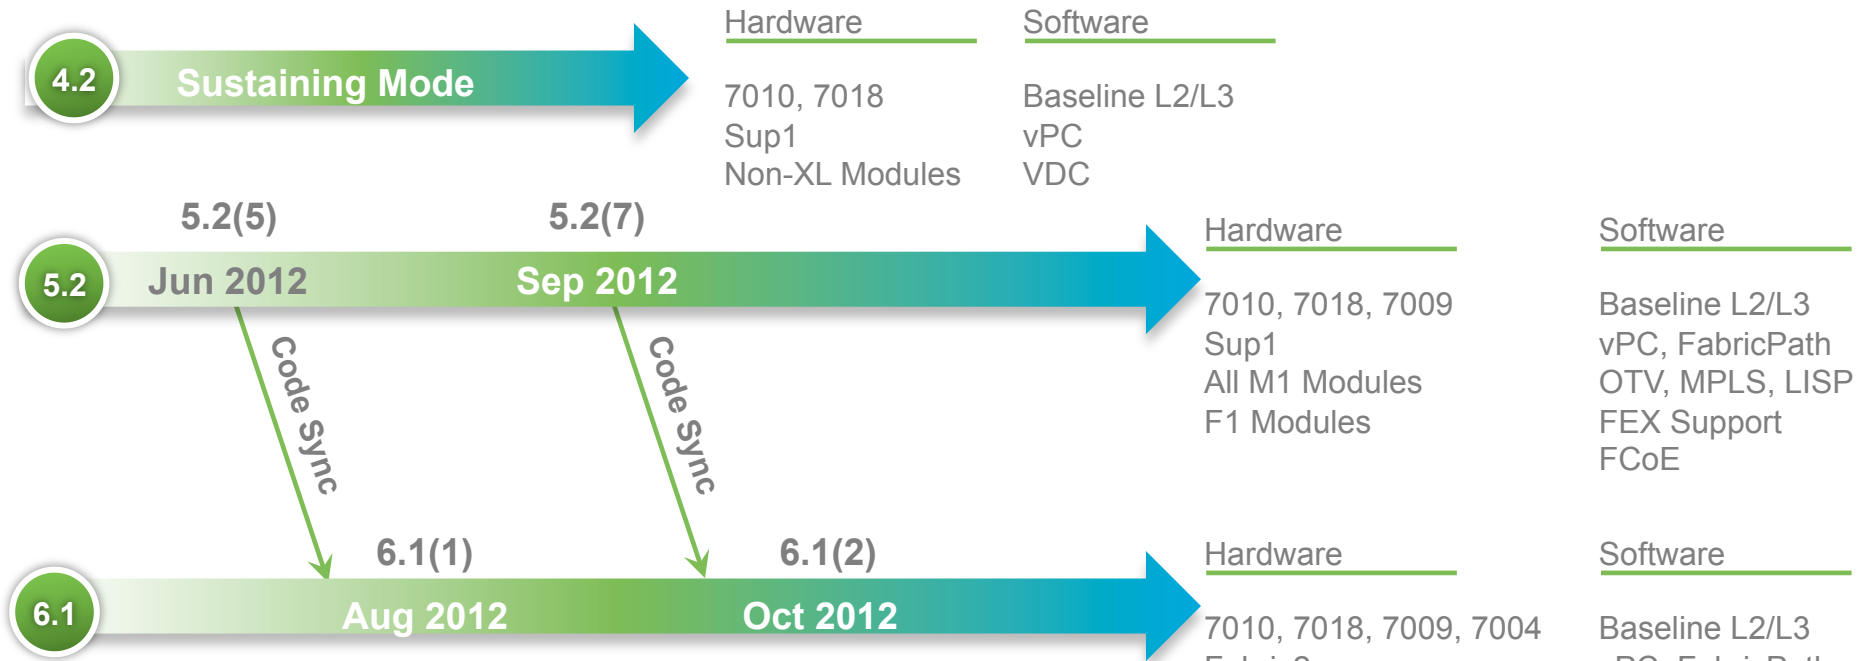 Hardware
Software
4.2
Sustaining Mode
7010, 7018
Sup1
Non-XL Modules
Baseline L2/L3
vPC
VDC
5.2(5)
5.2(7)
5.2
Jun 2012
Sep 2012
Hardware
Software
7010, 7018, 7009
Sup1
All M1 Modules
F1 Modules
Baseline L2/L3
vPC, FabricPath
OTV, MPLS, LISP
FEX Support
FCoE
Code Sync
Code Sync
6.1(1)
6.1(2)
6.1
Aug 2012
Oct 2012
Hardware
Software
7010, 7018, 7009, 7004
Baseline L2/L3